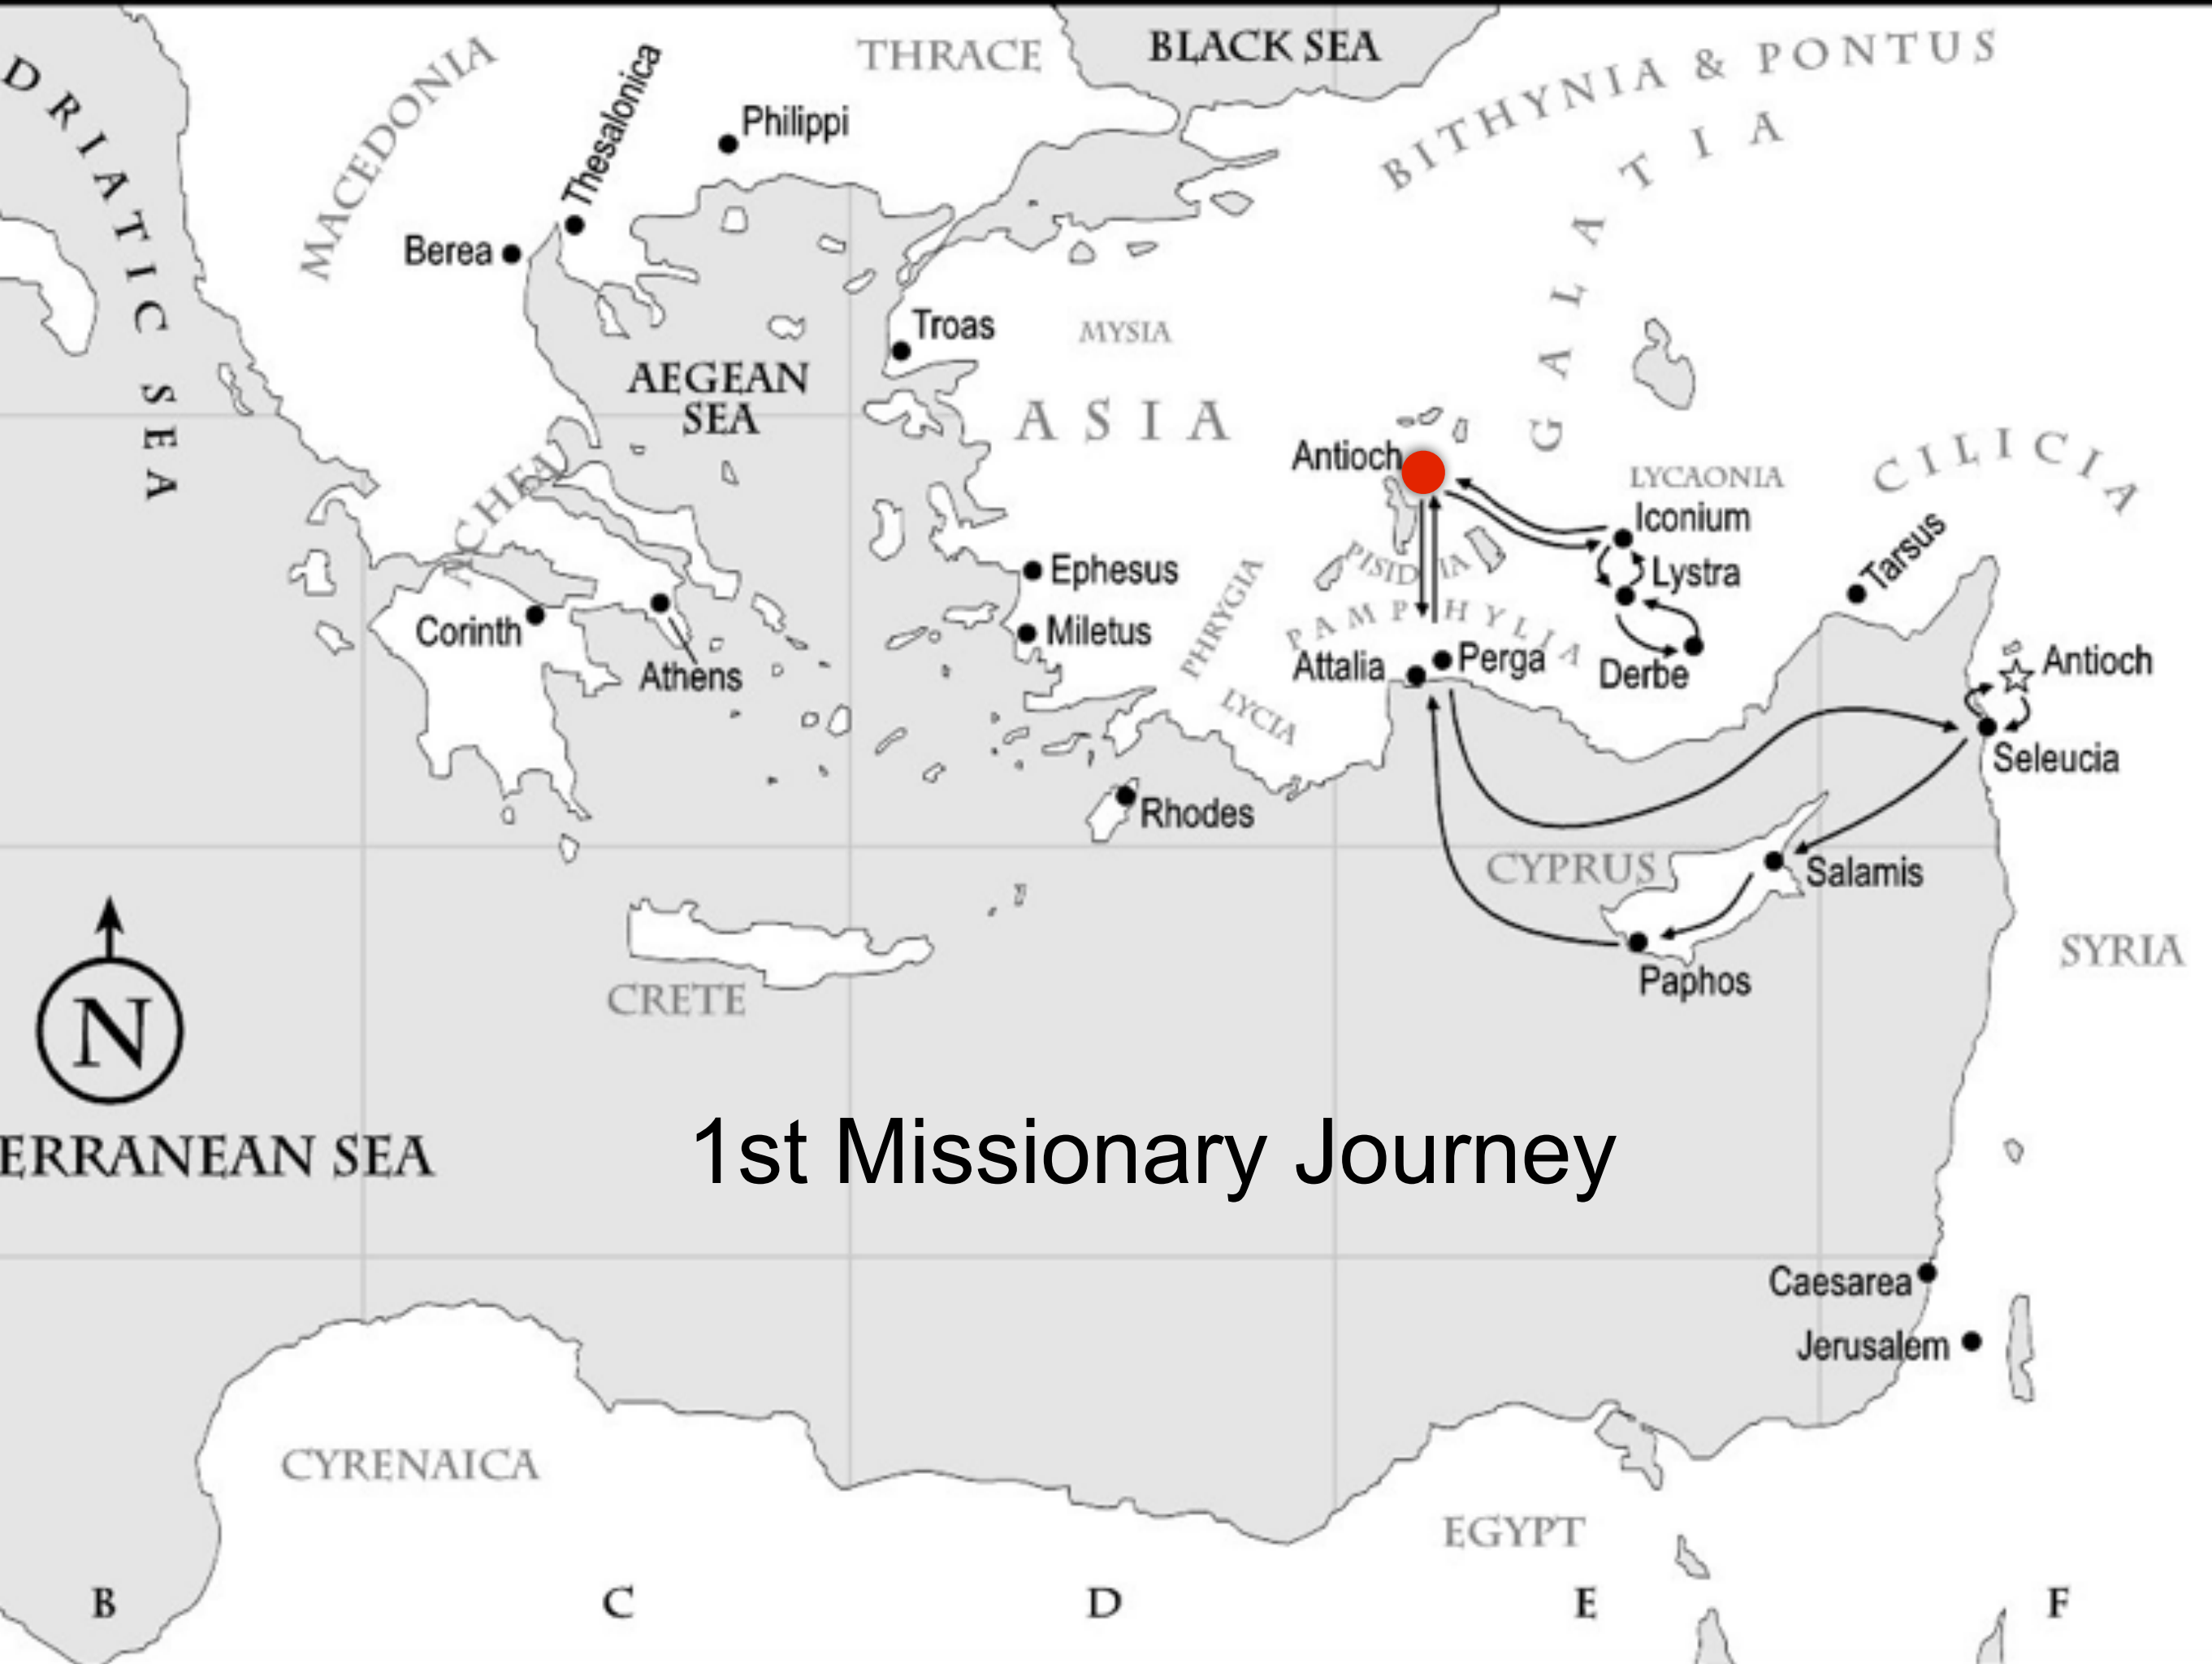 BLACK SEA
THRACE
BITHYNIA & PONTUS
MACEDONIA
Thesalonica
Philippi
DRIATIC SEA
GALATIA
Berea
Troas
MYSIA
AEGEAN
SEA
ASIA
Antioch
LYCAONIA
CILICIA
ACHEA
Iconium
Tarsus
PISIDIA
Ephesus
Lystra
PHRYGIA
PAMPHYLIA
Corinth
Miletus
Athens
Attalia
Perga
Derbe
Antioch
LYCIA
Seleucia
Rhodes
CYPRUS
Salamis
SYRIA
Paphos
CRETE
N
ERRANEAN SEA
1st Missionary Journey
Caesarea
Jerusalem
CYRENAICA
EGYPT
B C D E F